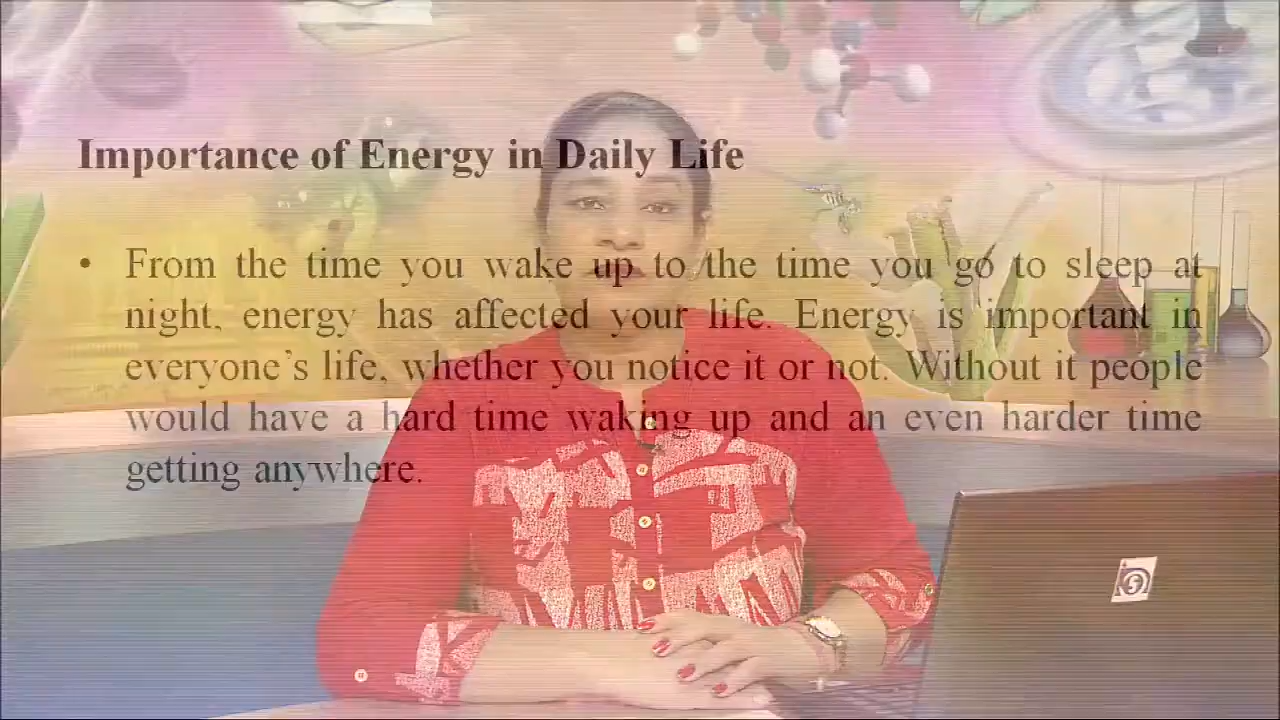 Importance of Energy in Daily Life
• From the time you wake up to the time you go to sleep at
night, energy has affected your life. Energy is important in
everyone's life, whether you notice it or not. Without it people
would have a hard time waking up and an even harder time
getting anywhere.